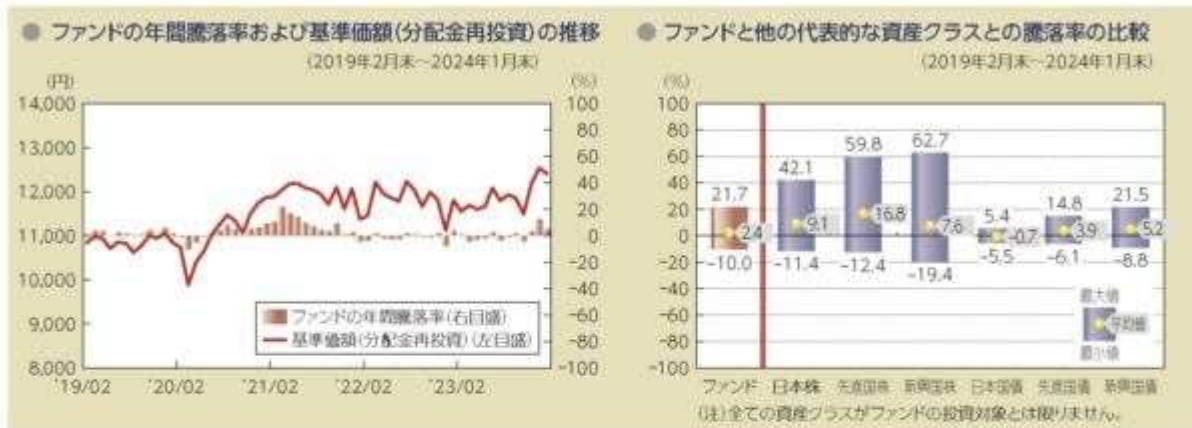 ● ファンドの年間騰落率および基準価額(分配金再投資)の推移
(2019年2月末〜2024年1月末)
(円)
(%)
14,000
13,000
12,000
11,000
10,000
9,000
8,000
100
80
60
40
20
0
-20
-40
-60
-80
-100
ファンドの年間騰落率(右目盛)
基準価額(分配金再投資)(左目盛)
'19/02 '20/02 '21/02 '22/02 '23/02
● ファンドと他の代表的な資産クラスとの騰落率の比較
(2019年2月末〜2024年1月末)
(%)
100
80
60
40
20
0
-20
-40
-60
-80
-100
21.7 42.1 59.8 62.7 5.4 14.8 21.5
2.4 9.1 16.8 7.6 -0.7 3.9 5.2
-10.0 -11.4 -12.4 -19.4 -5.5 -6.1 -8.8
最大値
平均値
最小値
ファンド 日本株 先進国株 新興国株 日本国債 先進国債 新興国債
(注)全ての資産クラスがファンドの投資対象とは限りません。